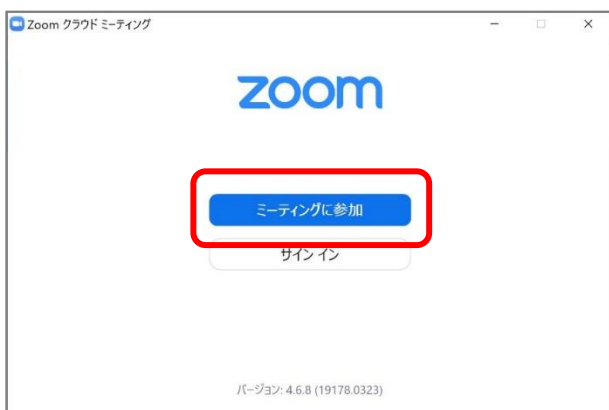 Zoom クラウド ミーティング
zoom
ミーティングに参加
サイン イン
バージョン: 4.6.8 (19178.0323)